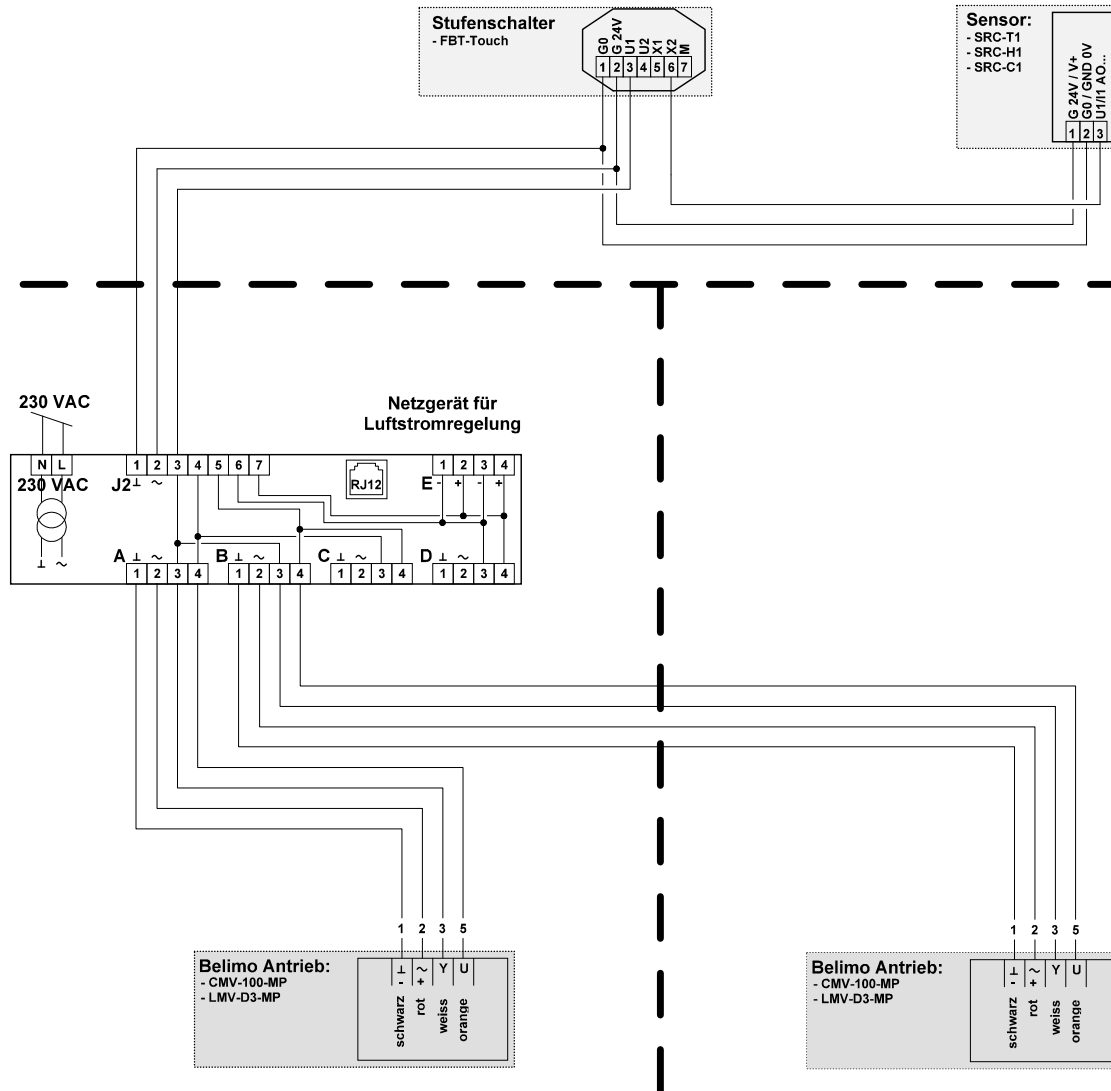 Stufenschalter
- FBT-Touch
G0
G 24V
U1
U2
X1
X2
M
1 2 3 4 5 6 7
Sensor:
- SRC-T1
- SRC-H1
- SRC-C1
G 24V / V+
G0 / GND 0V
U1/I1 AO...
1 2 3
230 VAC
Netzgerät für
Luftstromregelung
N L
1 2 3 4 5 6 7
RJ12
1 2 3 4
230 VAC
J2 ⊥ ~
E - + - +
⊥ ~
A ⊥ ~
B ⊥ ~
C ⊥ ~
D ⊥ ~
1 2 3 4
1 2 3 4
1 2 3 4
1 2 3 4
1 2 3 5
Belimo Antrieb:
- CMV-100-MP
- LMV-D3-MP
⊥ ~ Y U
- +
schwarz
rot
weiss
orange
1 2 3 5
Belimo Antrieb:
- CMV-100-MP
- LMV-D3-MP
⊥ ~ Y U
- +
schwarz
rot
weiss
orange